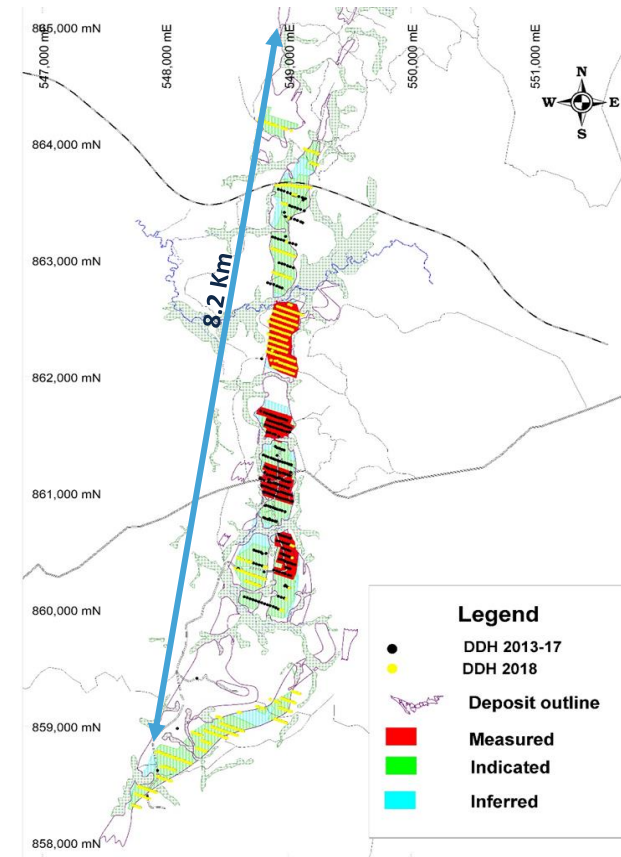 865,000 mN
547,000 mE
548,000 mE
549,000 mE
550,000 mE
551,000 mE
N
W E
S
864,000 mN
863,000 mN
8.2 Km
862,000 mN
861,000 mN
860,000 mN
859,000 mN
858,000 mN
Legend
DDH 2013-17
DDH 2018
Deposit outline
Measured
Indicated
Inferred